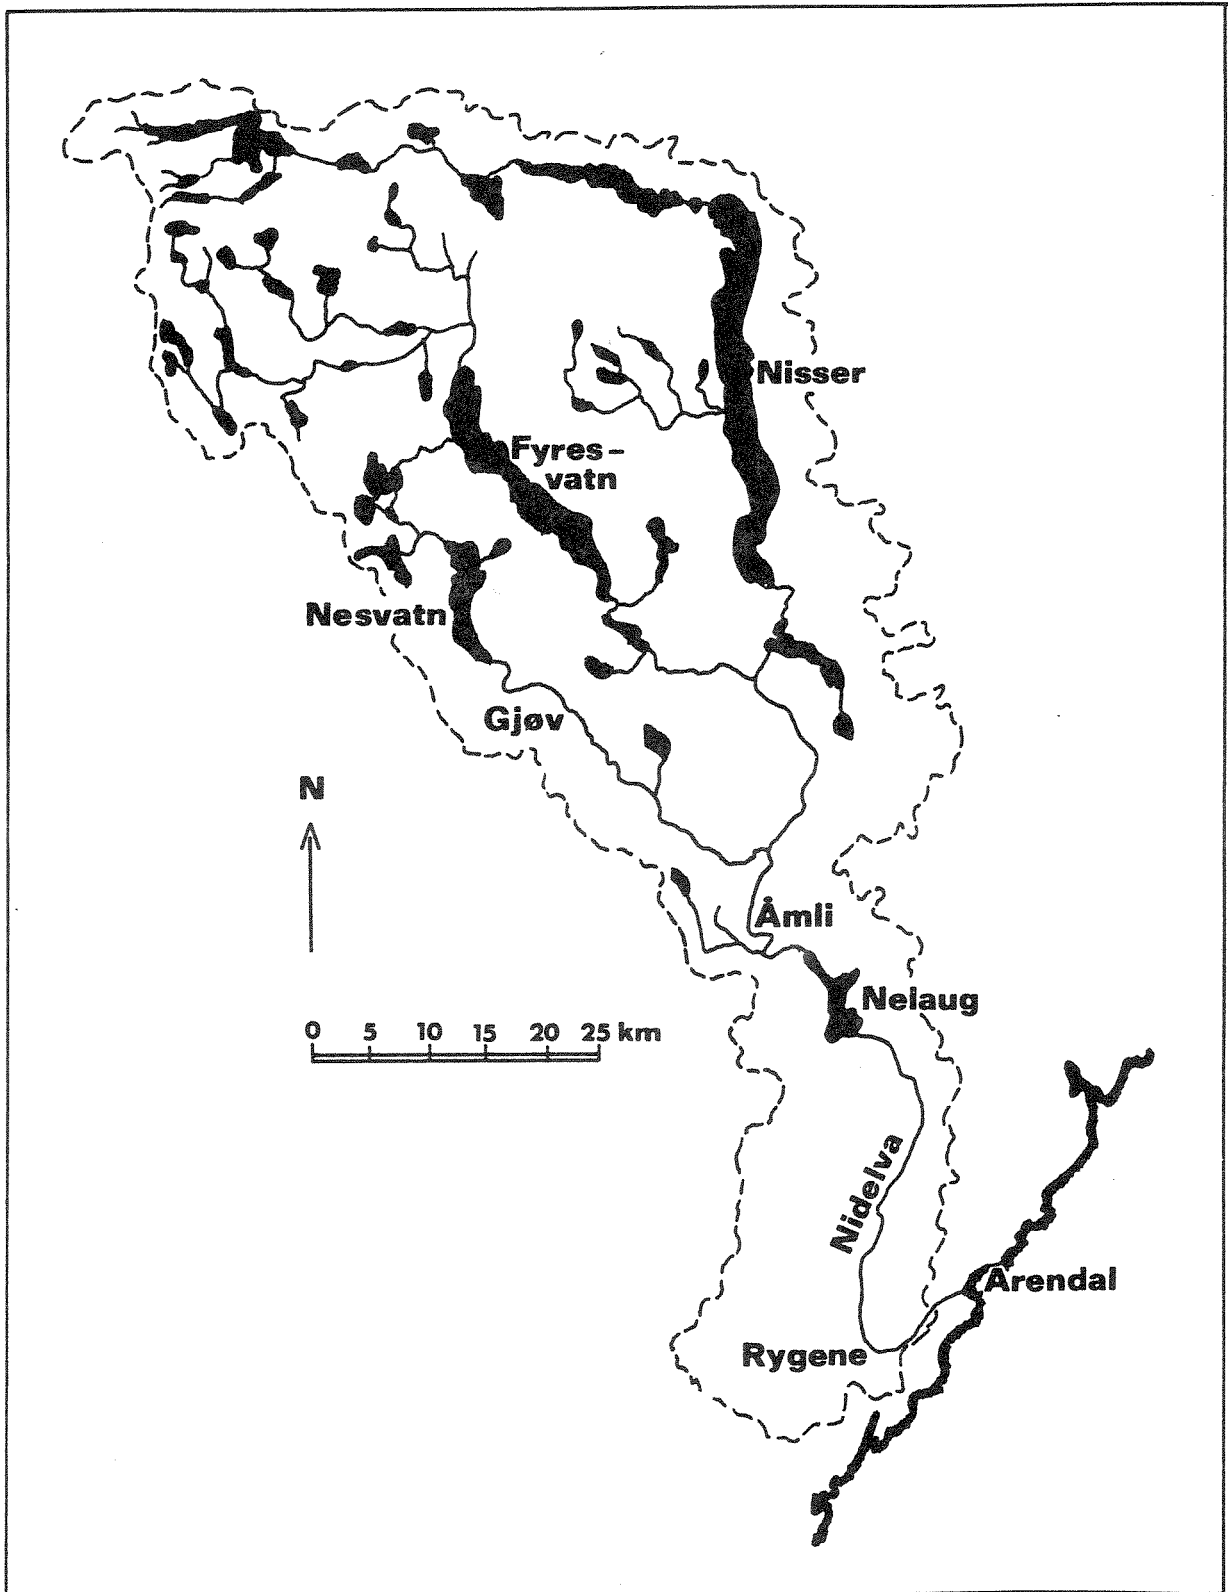 Nisser
Fyres-
vatn
Nesvatn
Gjøv
N
Åmli
Nelaug
0 5 10 15 20 25 km
Nidelva
Arendal
Rygene